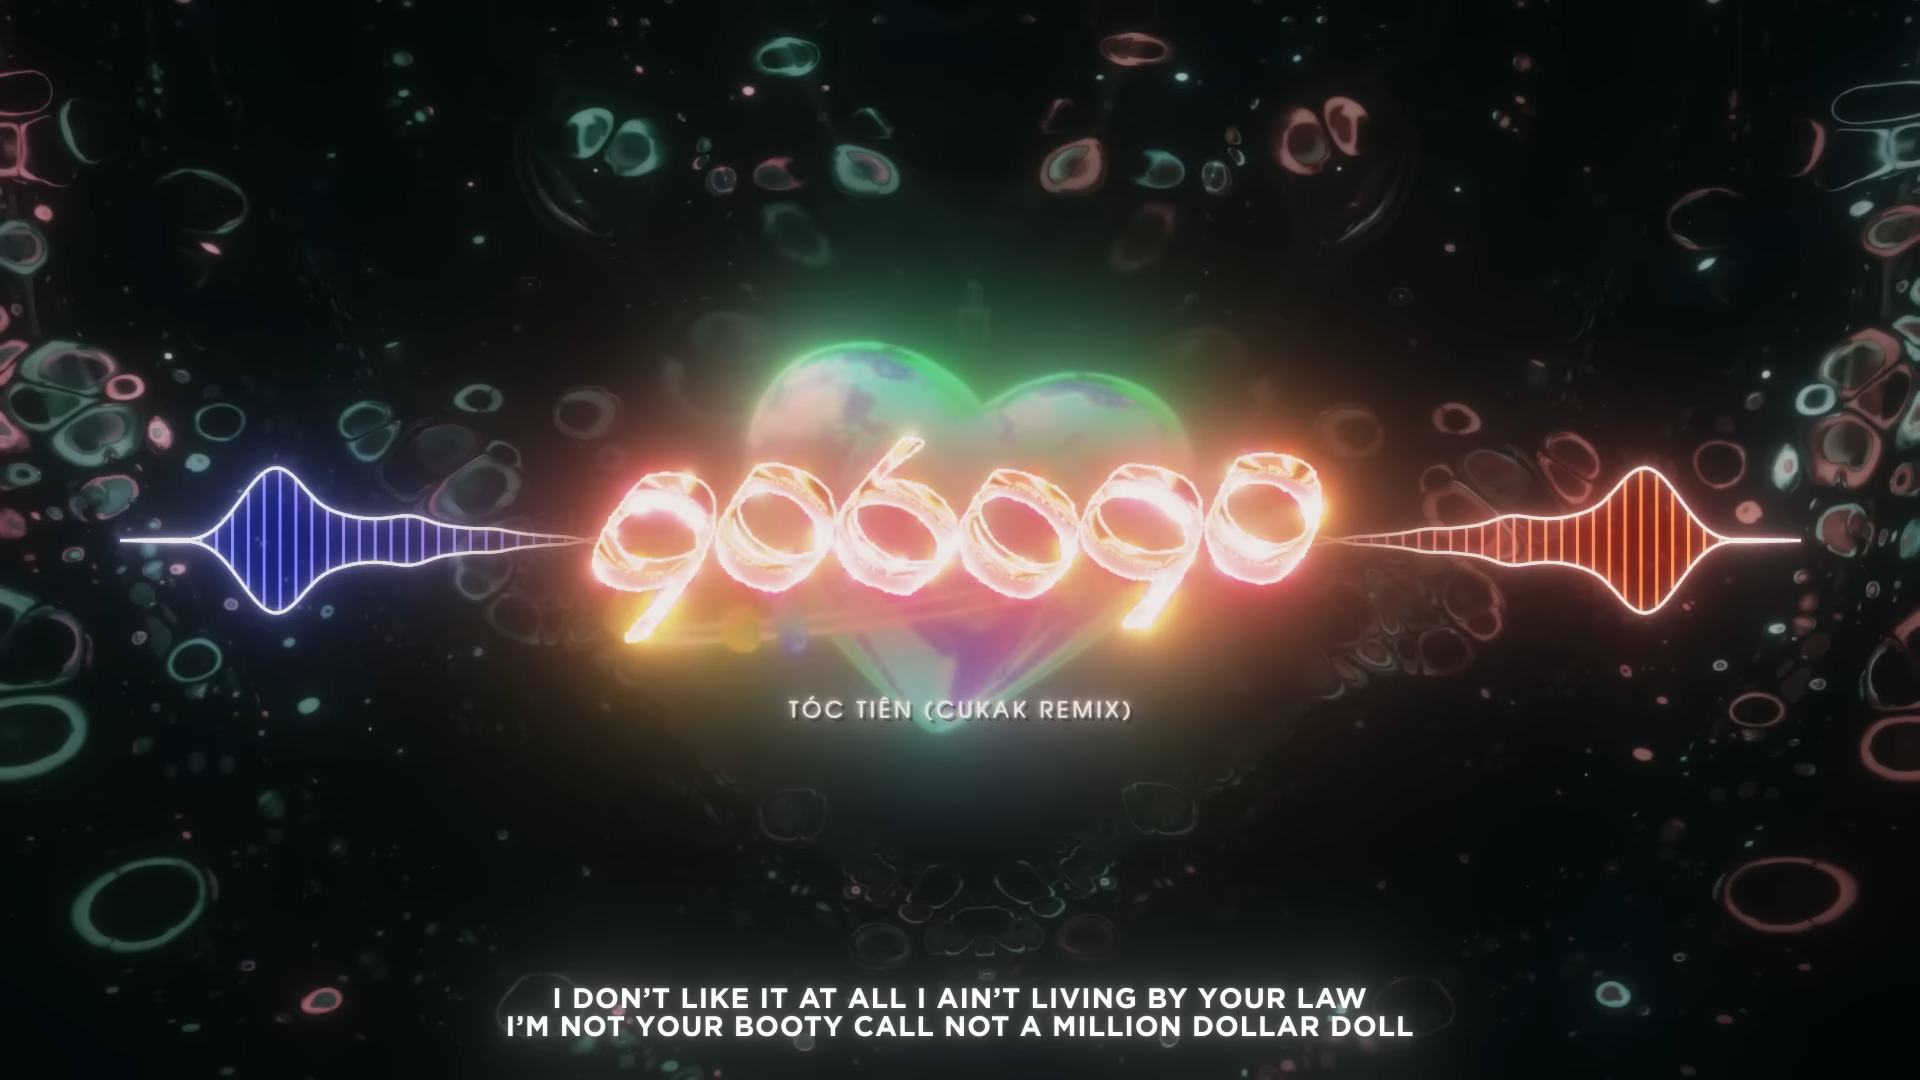 906090
TÓC TIÊN (CUKAK REMIX)
I DON'T LIKE IT AT ALL I AIN'T LIVING BY YOUR LAW
I'M NOT YOUR BOOTY CALL NOT A MILLION DOLLAR DOLL